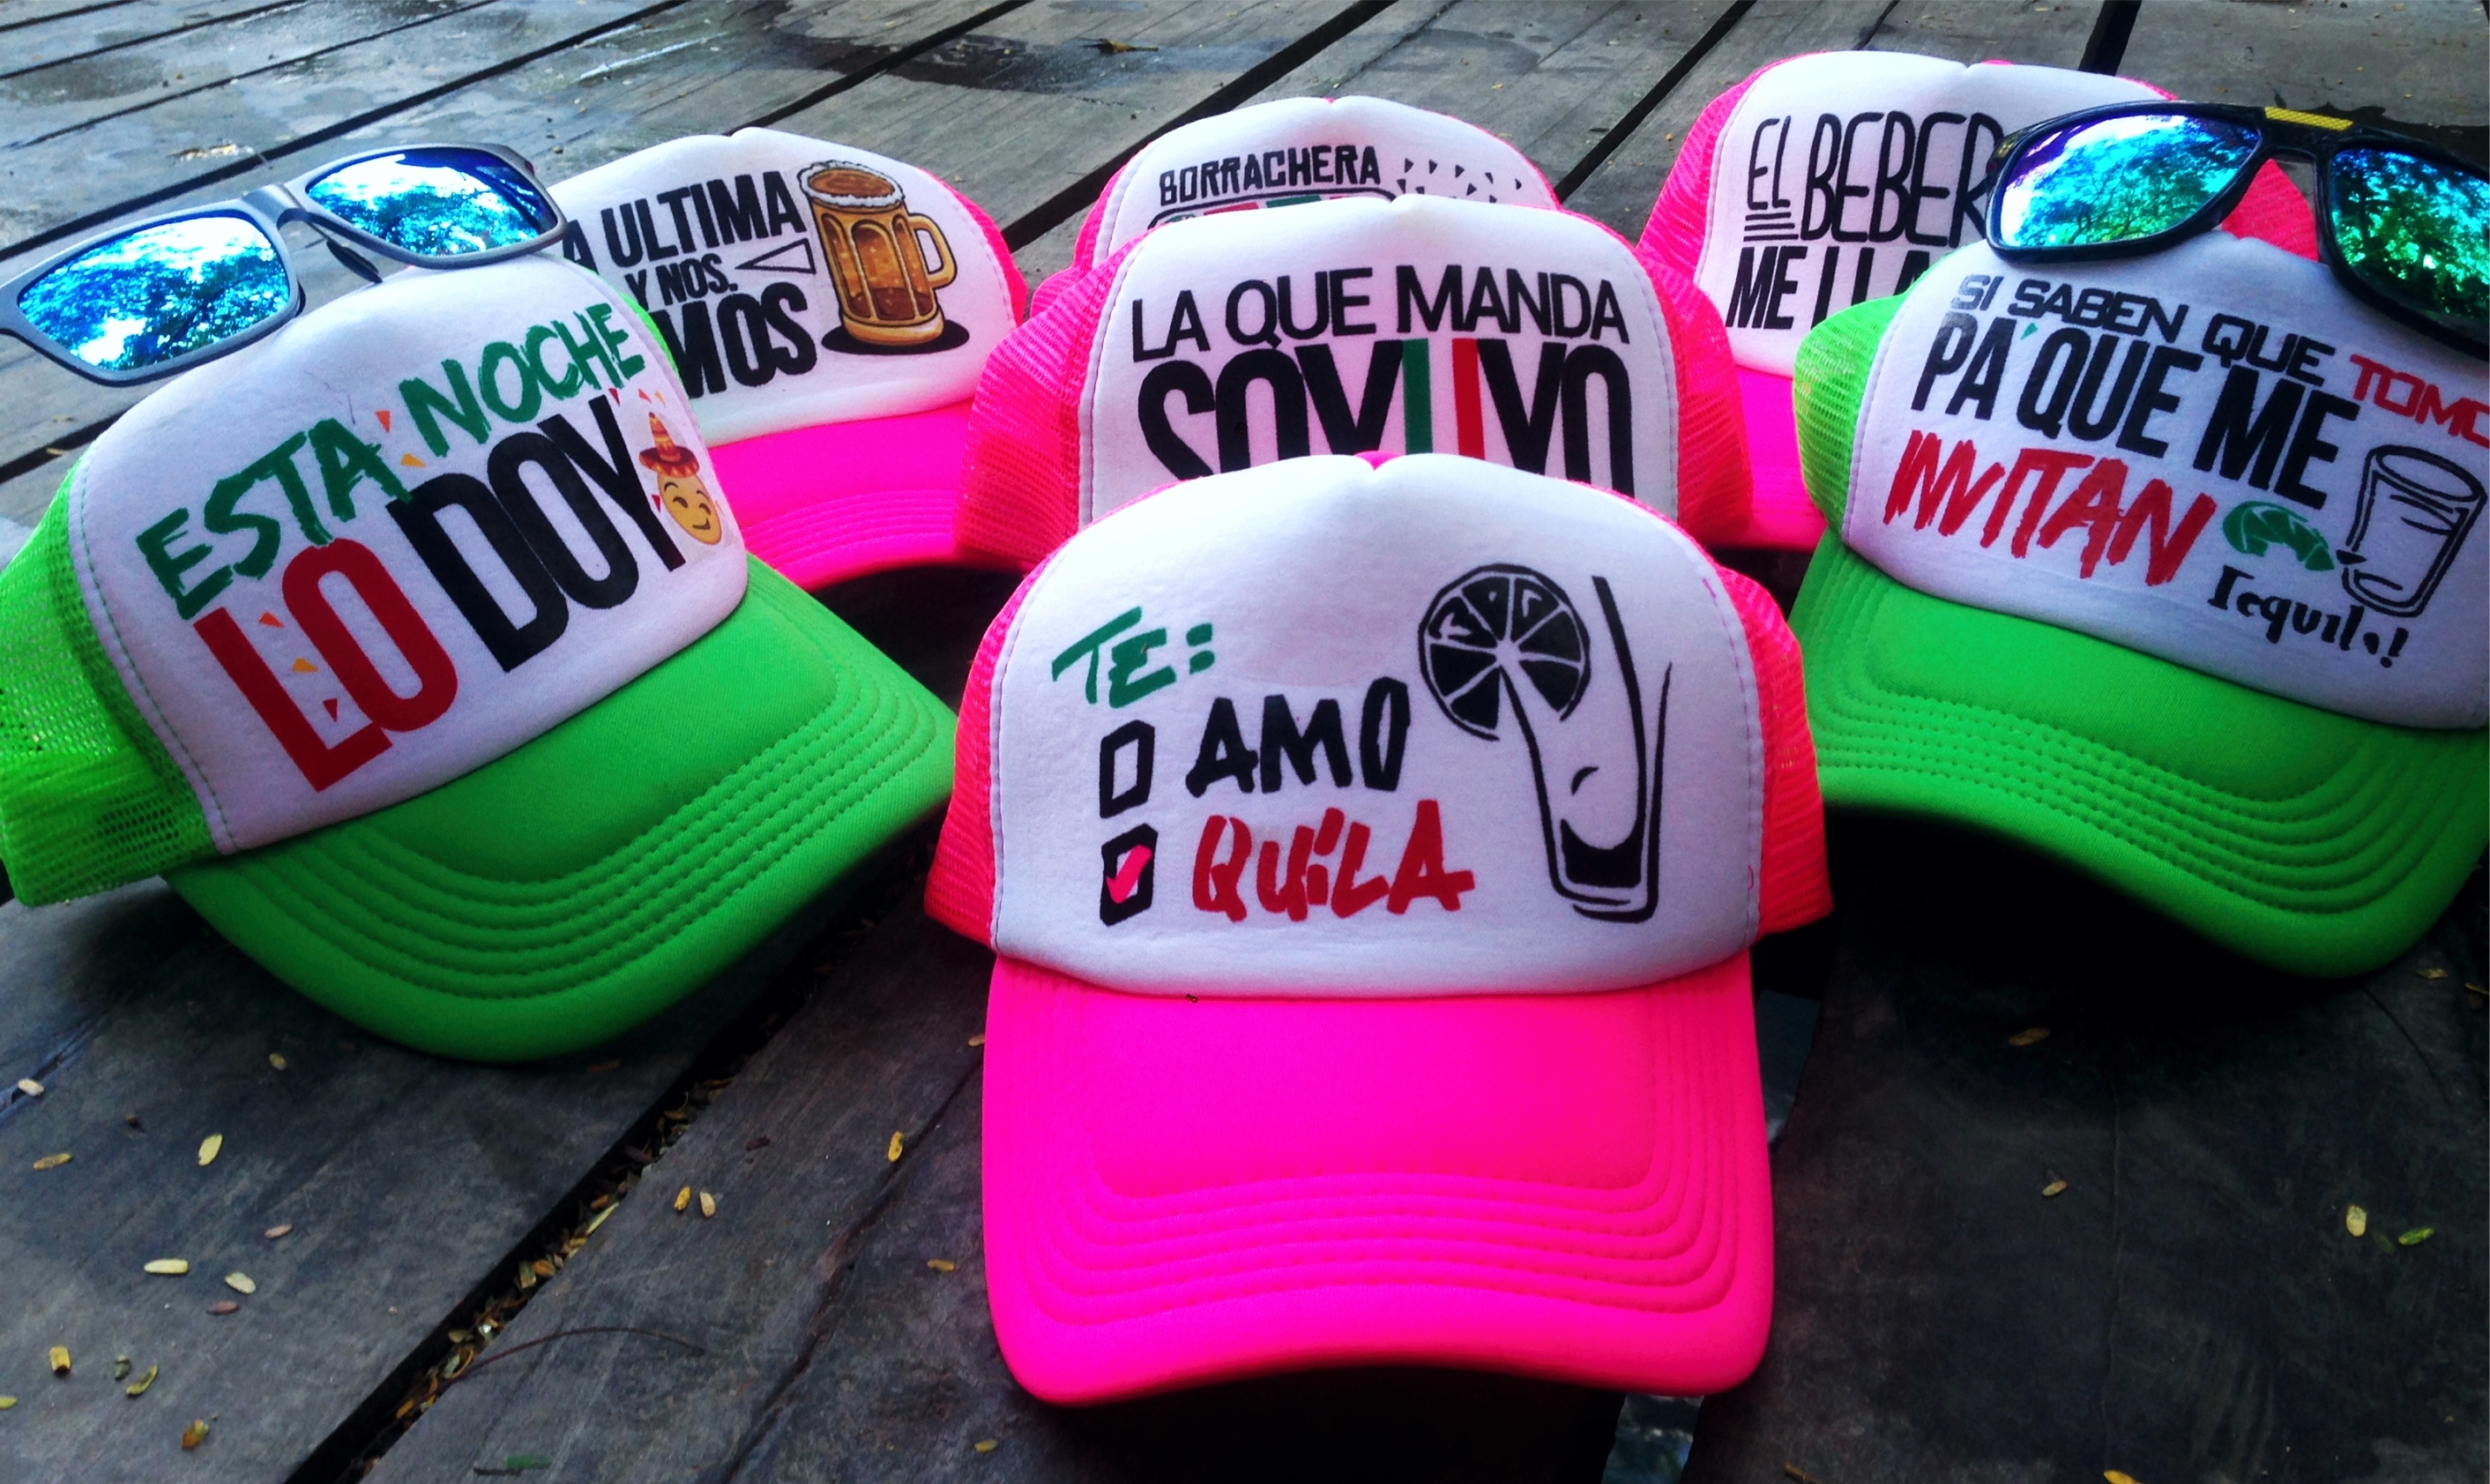 A ULTIMA
Y NOS.
MOS
BORRACHERA
EL BEBER
ME LLA
ESTA NOCHE
LO DOY
LA QUE MANDA
SOY YO
SI SABEN QUE TOMO
PA' QUE ME
INVITAN
Tequila!
TE:
AMO
QUILA